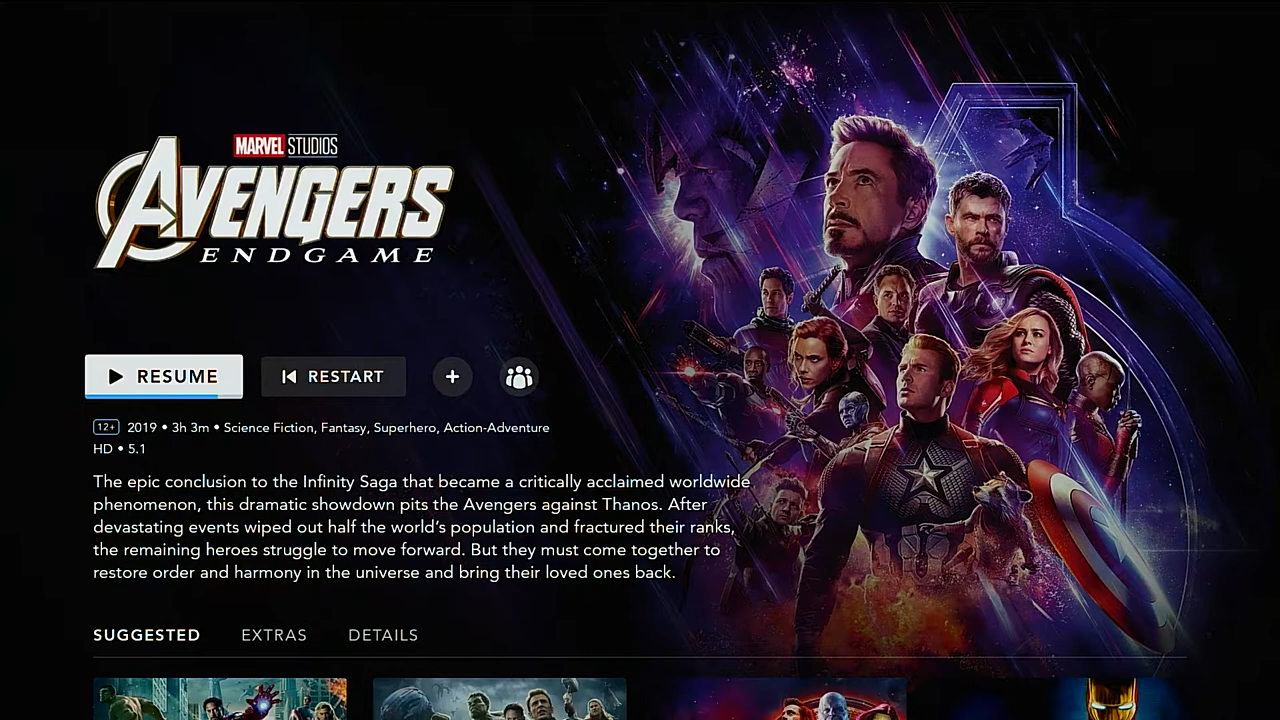 MARVEL STUDIOS
AVENGERS
ENDGAME
RESUME
RESTART
12+ 2019 • 3h 3m • Science Fiction, Fantasy, Superhero, Action-Adventure
HD • 5.1
The epic conclusion to the Infinity Saga that became a critically acclaimed worldwide
phenomenon, this dramatic showdown pits the Avengers against Thanos. After
devastating events wiped out half the world’s population and fractured their ranks,
the remaining heroes struggle to move forward. But they must come together to
restore order and harmony in the universe and bring their loved ones back.
SUGGESTED EXTRAS DETAILS